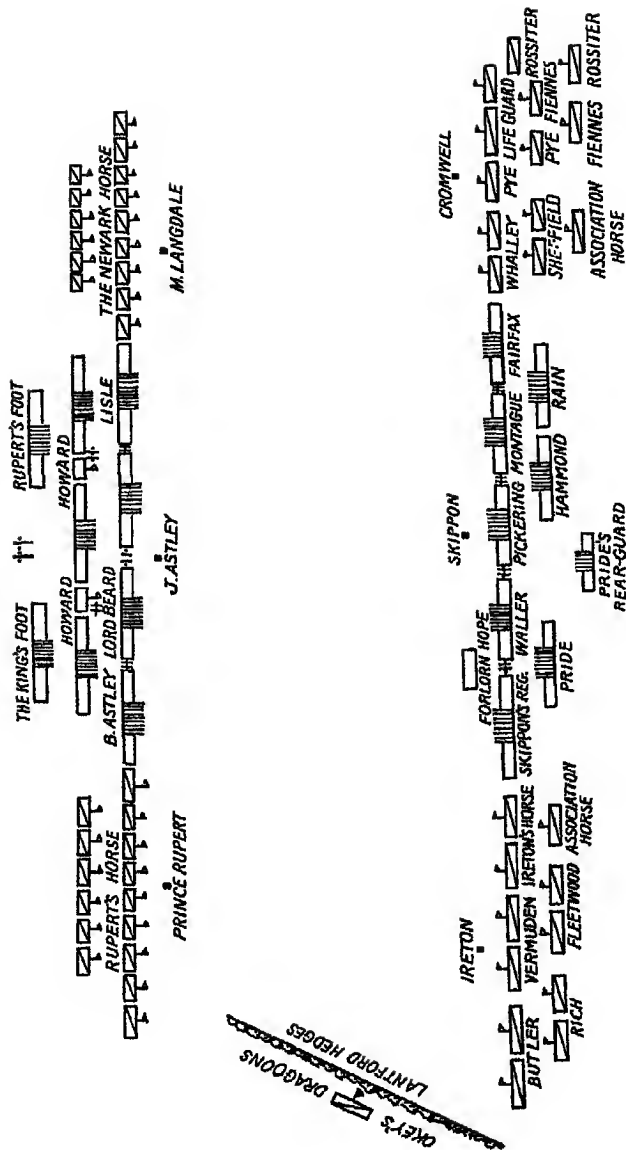 THE KING'S FOOT
RUPERT'S FOOT
HOWARD
HOWARD
RUPERT'S HORSE
B.ASTLEY
LORD BEARD
LISLE
THE NEWARK HORSE
PRINCE RUPERT
J.ASTLEY
M.LANGDALE
OKEY'S
DRAGOONS
LANTFORD HEDGES
IRETON
SKIPPON
CROMWELL
FORLORN HOPE
BUTLER
VERMUDEN
IRETON'S HORSE
SKIPPON'S REG.
WALLER
PICKERING
MONTAGUE
FAIRFAX
WHALLEY
PYE
LIFE GUARD
ROSSITER
RICH
FLEETWOOD
ASSOCIATION
HORSE
PRIDE
HAMMOND
RAIN
SHEFFIELD
PYE
FIENNES
PRIDE'S
REAR-GUARD
ASSOCIATION
HORSE
FIENNES
ROSSITER